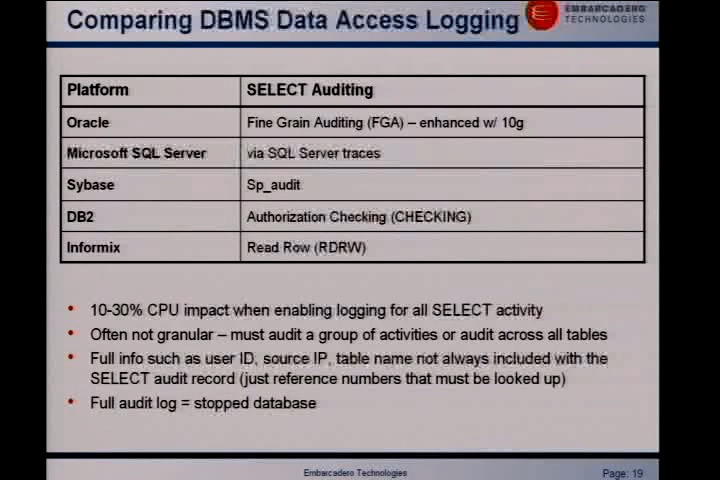 Comparing DBMS Data Access Logging
EMBARCADERO
TECHNOLOGIES
Platform SELECT Auditing
Oracle Fine Grain Auditing (FGA) – enhanced w/ 10g
Microsoft SQL Server via SQL Server traces
Sybase Sp_audit
DB2 Authorization Checking (CHECKING)
Informix Read Row (RDRW)
• 10-30% CPU impact when enabling logging for all SELECT activity
• Often not granular – must audit a group of activities or audit across all tables
• Full info such as user ID, source IP, table name not always included with the
SELECT audit record (just reference numbers that must be looked up)
• Full audit log = stopped database
Embarcadero Technologies
Page: 19